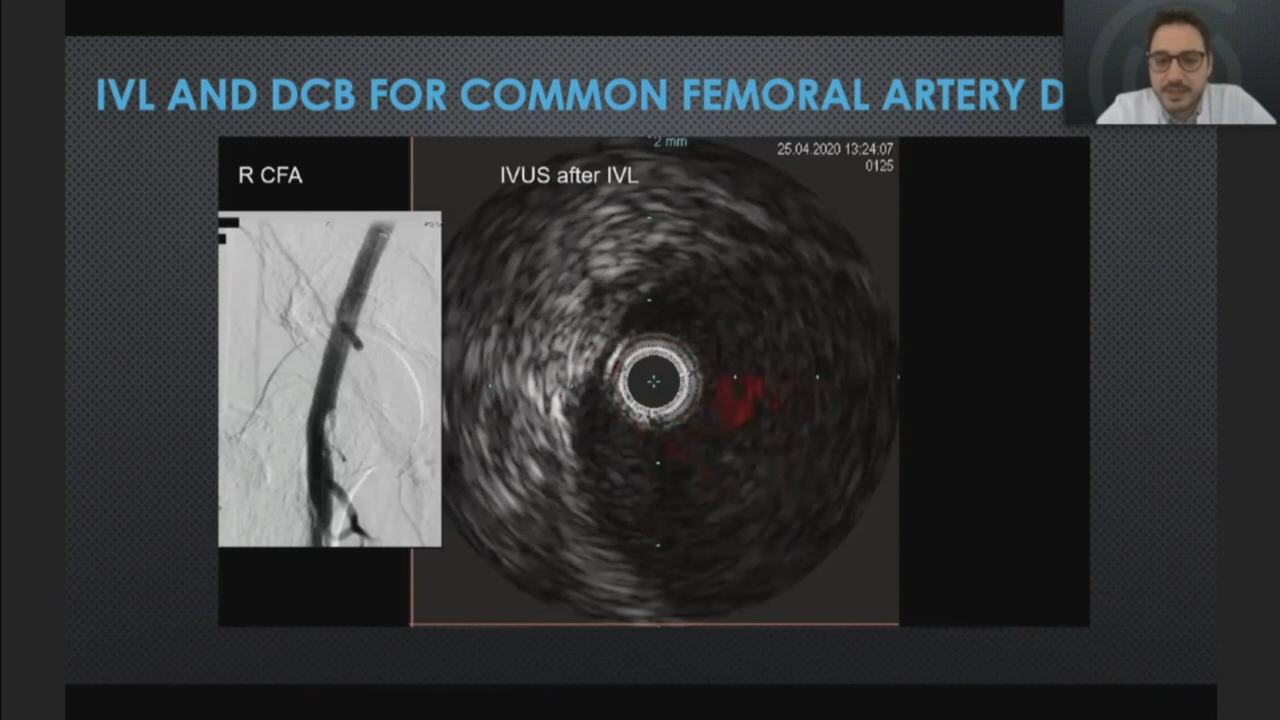 IVL AND DCB FOR COMMON FEMORAL ARTERY D
2 mm
25.04.2020 13:24:07
0125
R CFA
IVUS after IVL